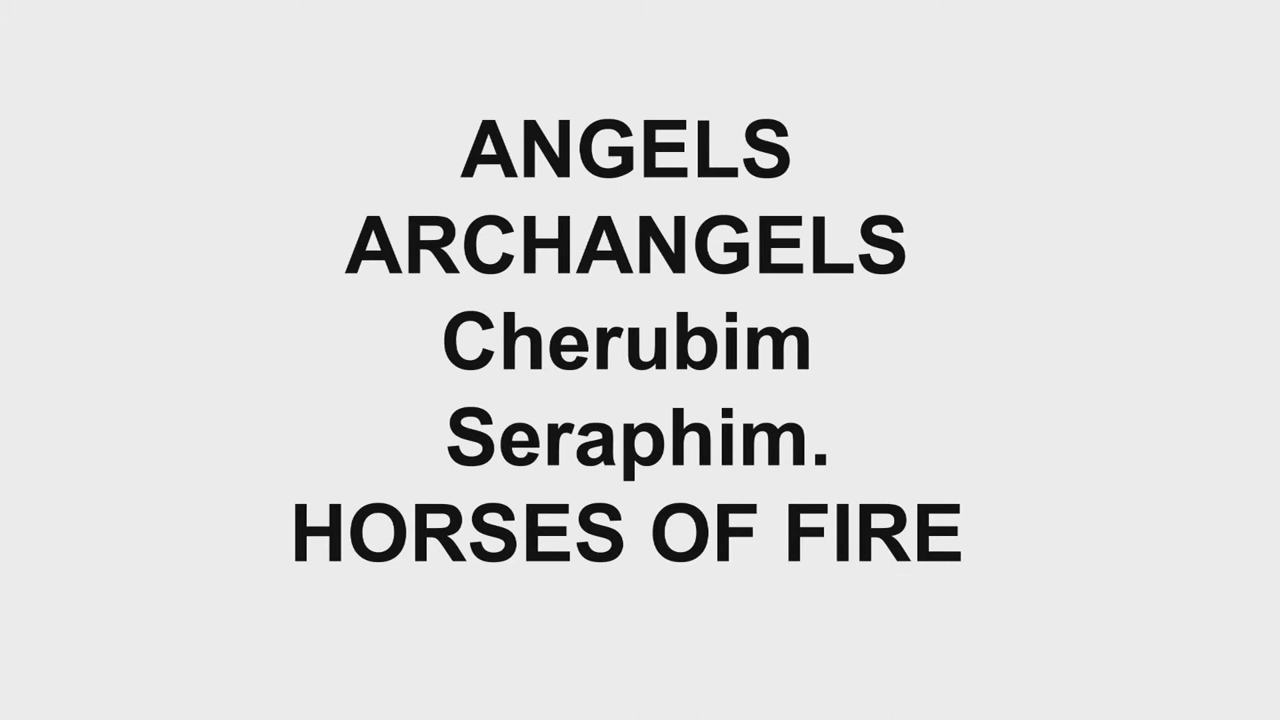 ANGELS
ARCHANGELS
Cherubim
Seraphim.
HORSES OF FIRE